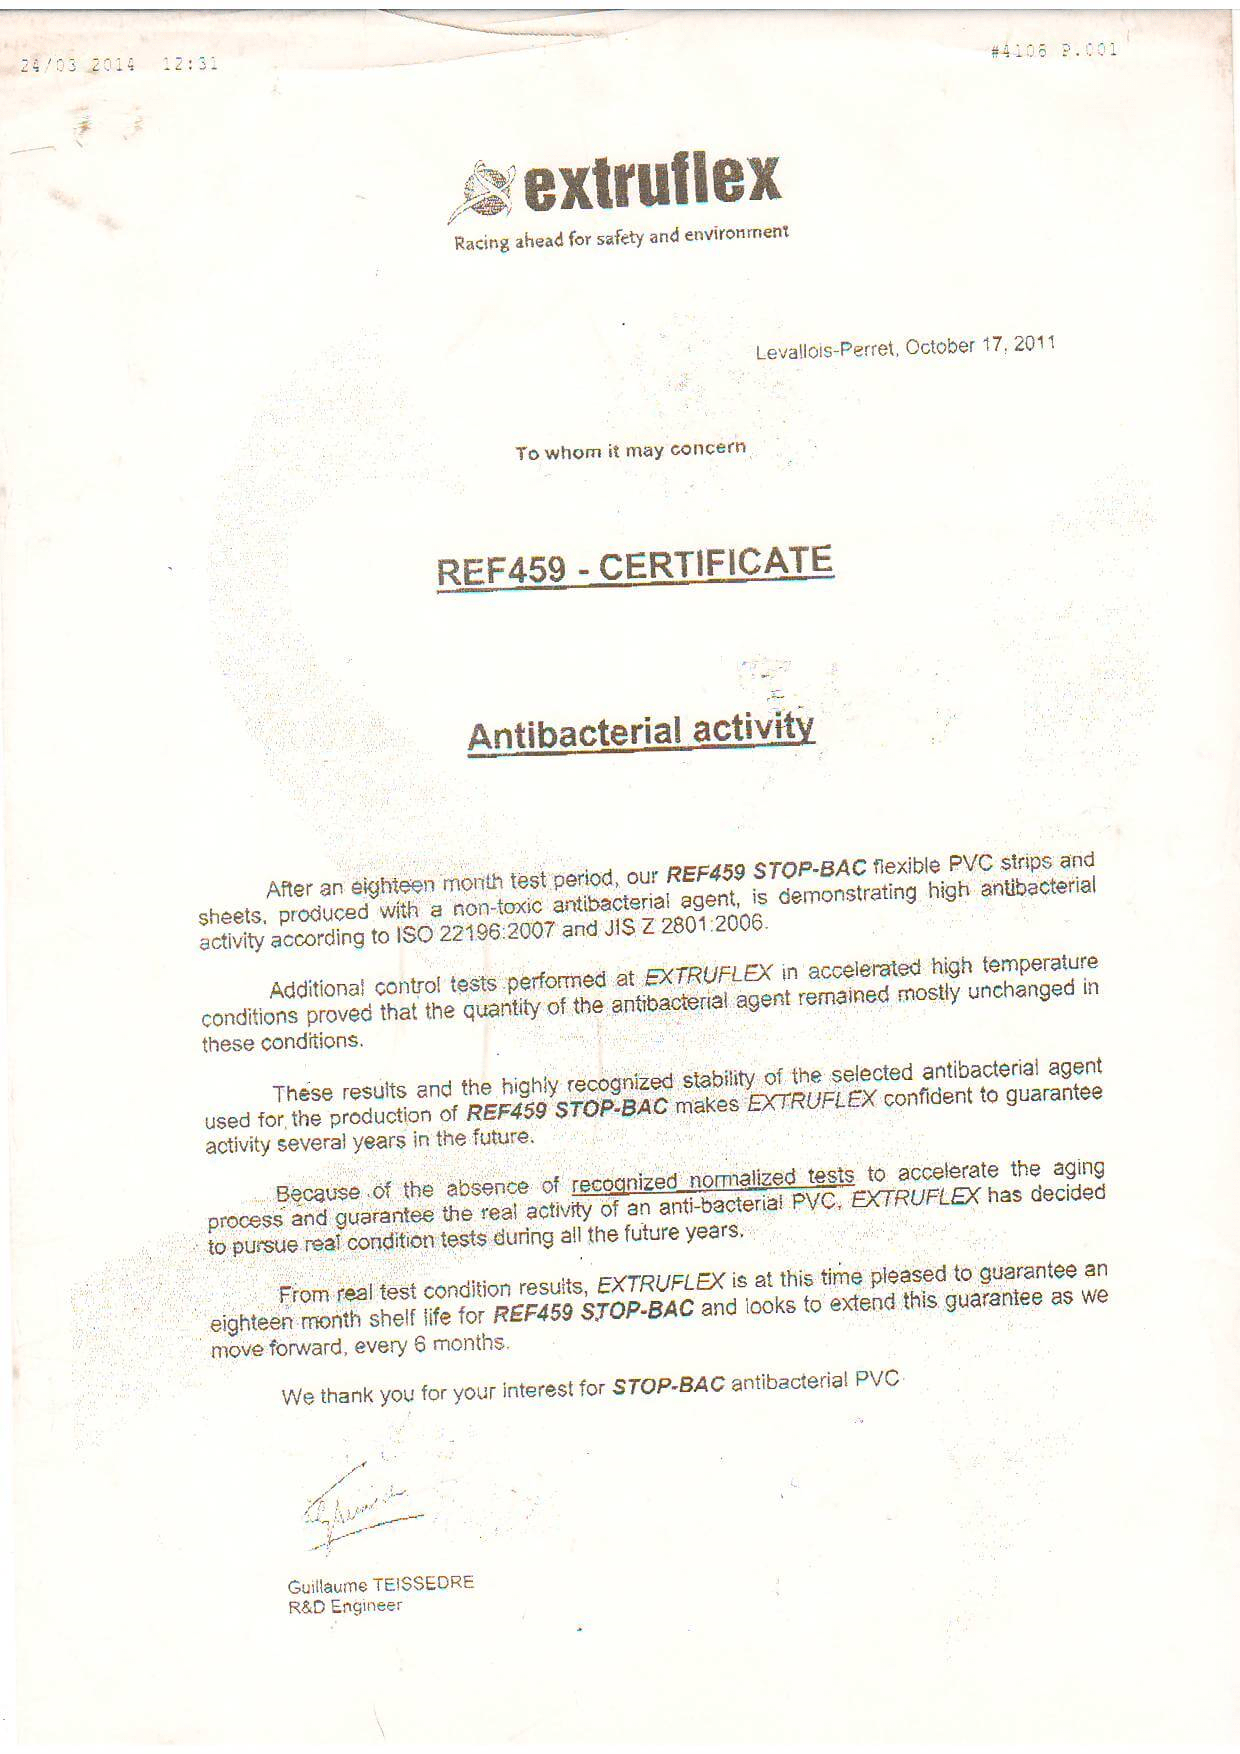 24/03 2014 12:31
#4106 P.001
extruflex
Racing ahead for safety and environment
Levallois-Perret, October 17, 2011
To whom it may concern
REF459 - CERTIFICATE
Antibacterial activity
After an eighteen month test period, our REF459 STOP-BAC flexible PVC strips and
sheets, produced with a non-toxic antibacterial agent, is demonstrating high antibacterial
activity according to ISO 22196:2007 and JIS Z 2801:2006.
Additional control tests performed at EXTRUFLEX in accelerated high temperature
conditions proved that the quantity of the antibacterial agent remained mostly unchanged in
these conditions.
These results and the highly recognized stability of the selected antibacterial agent
used for the production of REF459 STOP-BAC makes EXTRUFLEX confident to guarantee
activity several years in the future.
Because of the absence of recognized normalized tests to accelerate the aging
process and guarantee the real activity of an anti-bacterial PVC, EXTRUFLEX has decided
to pursue real condition tests during all the future years.
From real test condition results, EXTRUFLEX is at this time pleased to guarantee an
eighteen month shelf life for REF459 STOP-BAC and looks to extend this guarantee as we
move forward, every 6 months.
We thank you for your interest for STOP-BAC antibacterial PVC
Guillaume TEISSEDRE
R&D Engineer